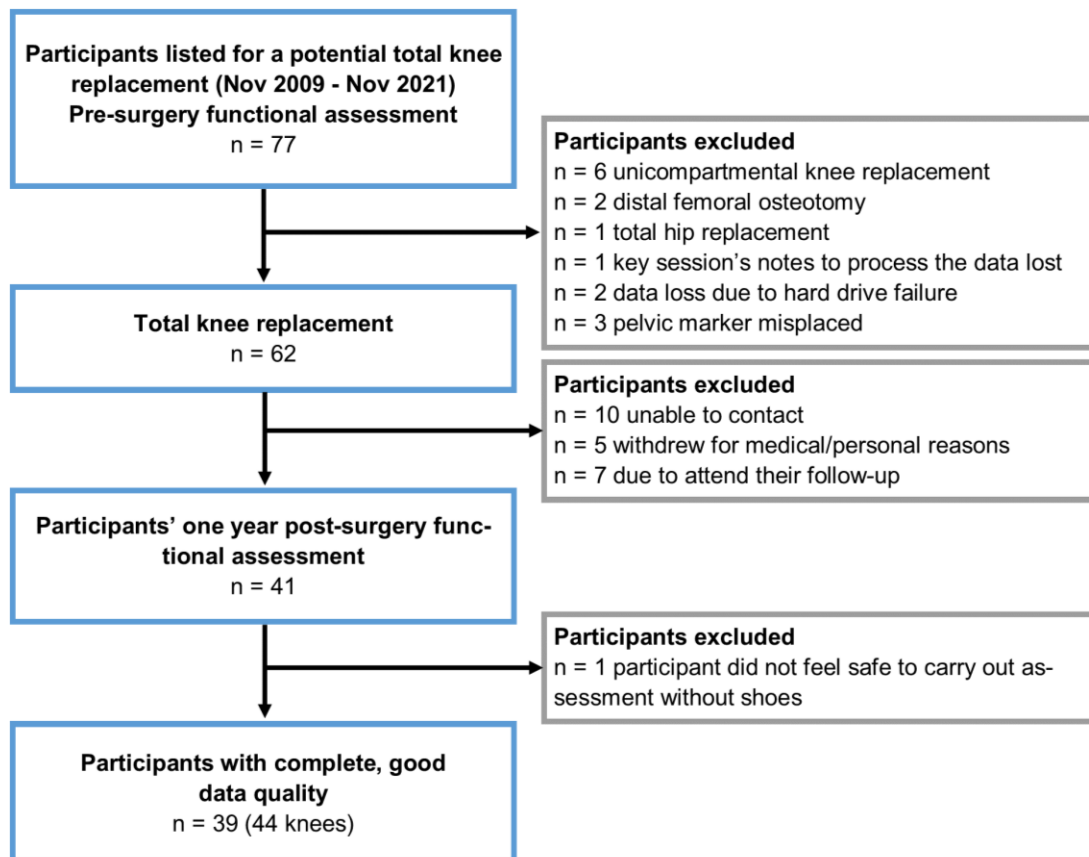 Participants listed for a potential total knee
replacement (Nov 2009 - Nov 2021)
Pre-surgery functional assessment
n = 77
Participants excluded
n = 6 unicompartmental knee replacement
n = 2 distal femoral osteotomy
n = 1 total hip replacement
n = 1 key session's notes to process the data lost
n = 2 data loss due to hard drive failure
n = 3 pelvic marker misplaced
Total knee replacement
n = 62
Participants excluded
n = 10 unable to contact
n = 5 withdrew for medical/personal reasons
n = 7 due to attend their follow-up
Participants' one year post-surgery func-
tional assessment
n = 41
Participants excluded
n = 1 participant did not feel safe to carry out as-
sessment without shoes
Participants with complete, good
data quality
n = 39 (44 knees)